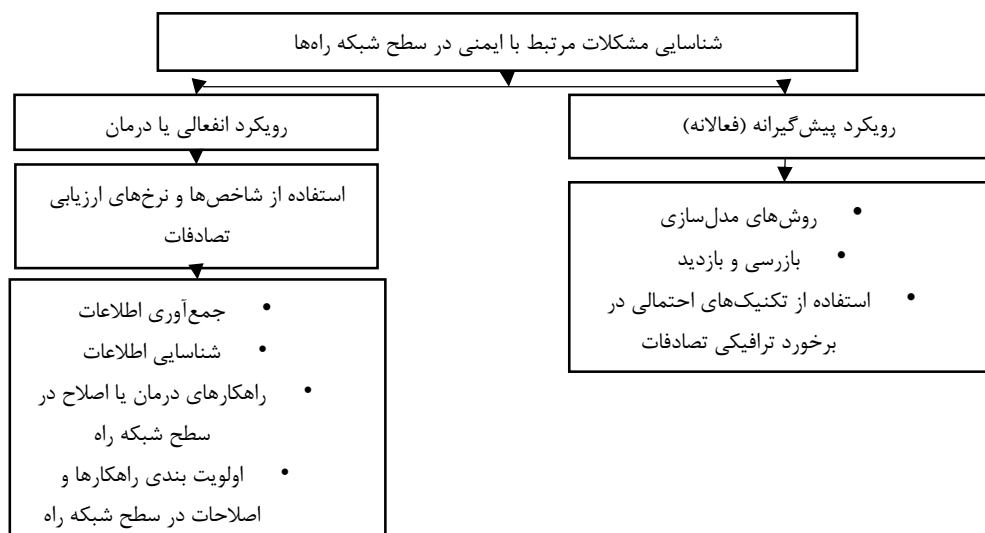 شناسایی مشکلات مرتبط با ایمنی در سطح شبکه راه‌ها
رویکرد پیش‌گیرانه (فعالانه)
• روش‌های مدل‌سازی
• بازرسی و بازدید
• استفاده از تکنیک‌های احتمالی در
برخورد ترافیکی تصادفات
رویکرد انفعالی یا درمان
استفاده از شاخص‌ها و نرخ‌های ارزیابی
تصادفات
• جمع‌آوری اطلاعات
• شناسایی اطلاعات
• راهکارهای درمان یا اصلاح در
سطح شبکه راه
• اولویت بندی راهکارها و
اصلاحات در سطح شبکه راه